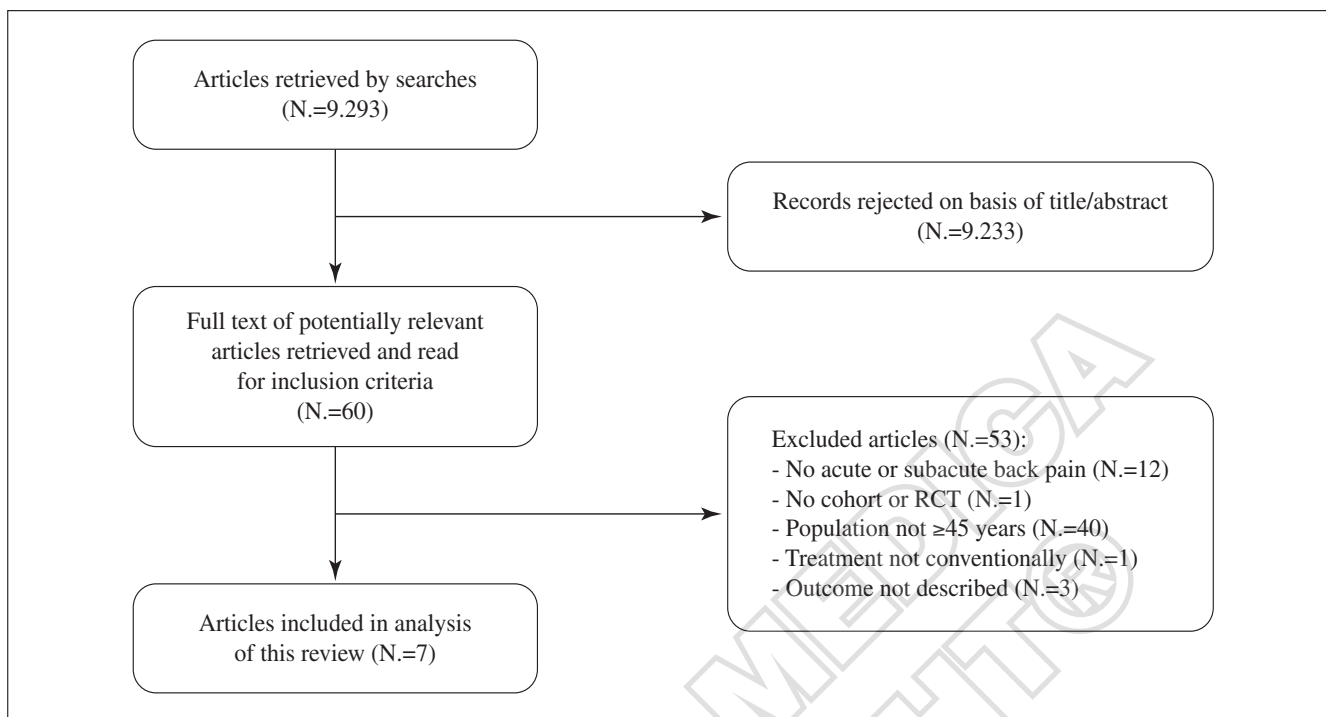 Articles retrieved by searches
(N.=9.293)
Records rejected on basis of title/abstract
(N.=9.233)
Full text of potentially relevant
articles retrieved and read
for inclusion criteria
(N.=60)
Excluded articles (N.=53):
- No acute or subacute back pain (N.=12)
- No cohort or RCT (N.=1)
- Population not ≥45 years (N.=40)
- Treatment not conventionally (N.=1)
- Outcome not described (N.=3)
Articles included in analysis
of this review (N.=7)
MEDICA